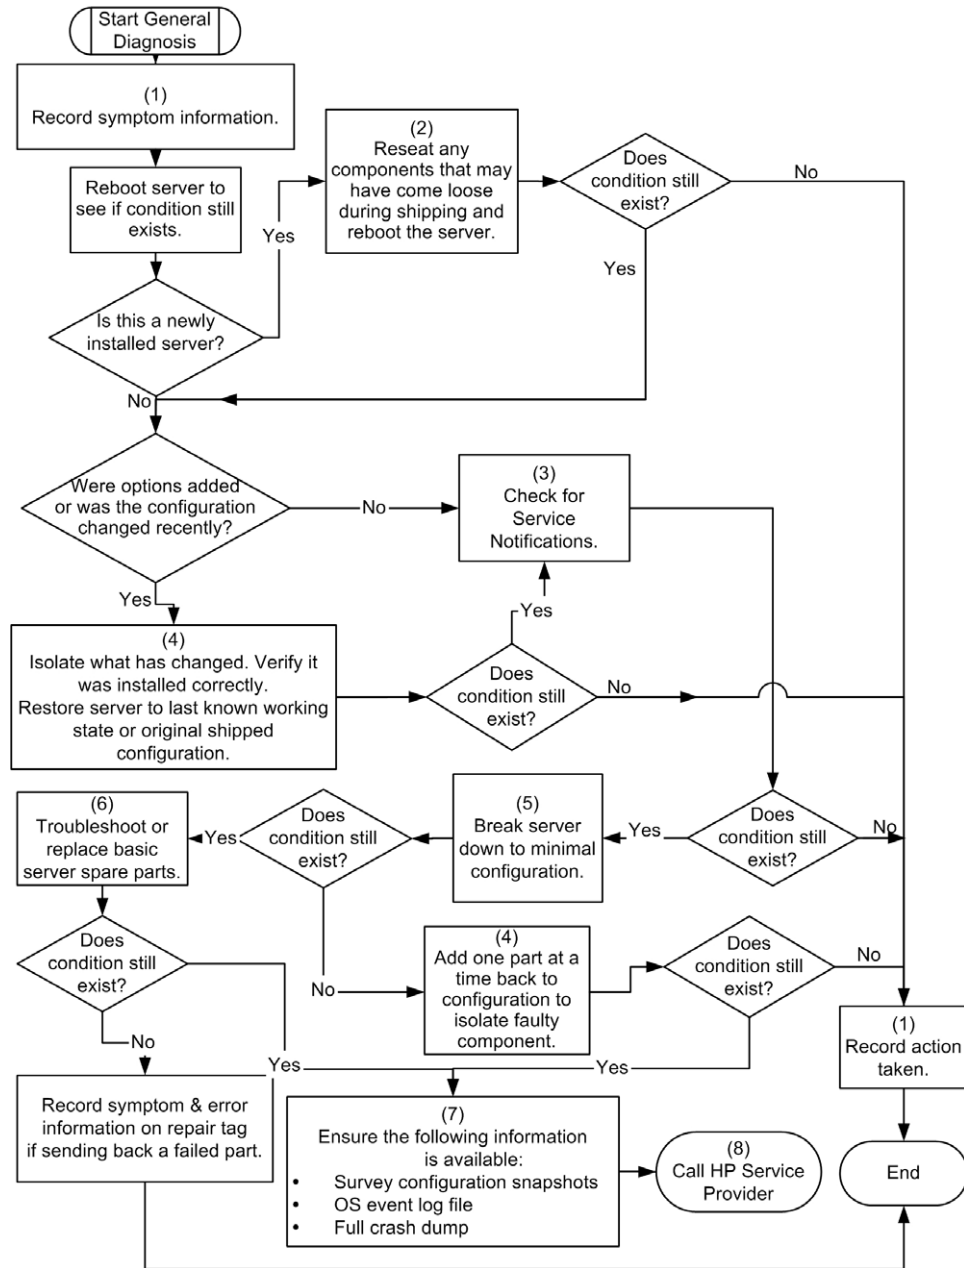 Start General
Diagnosis
(1)
Record symptom information.
Reboot server to
see if condition still
exists.
Is this a newly
installed server?
Yes
(2)
Reseat any
components that may
have come loose
during shipping and
reboot the server.
Does
condition still
exist?
No
Yes
No
Were options added
or was the configuration
changed recently?
No
(3)
Check for
Service
Notifications.
Yes
(4)
Isolate what has changed. Verify it
was installed correctly.
Restore server to last known working
state or original shipped
configuration.
Does
condition still
exist?
Yes
No
Does
condition still
exist?
No
Yes
(5)
Break server
down to minimal
configuration.
Does
condition still
exist?
Yes
(6)
Troubleshoot or
replace basic
server spare parts.
No
(4)
Add one part at a
time back to
configuration to
isolate faulty
component.
Does
condition still
exist?
No
Yes
Does
condition still
exist?
Yes
No
Record symptom & error
information on repair tag
if sending back a failed part.
(7)
Ensure the following information
is available:
• Survey configuration snapshots
• OS event log file
• Full crash dump
(8)
Call HP Service
Provider
(1)
Record action
taken.
End